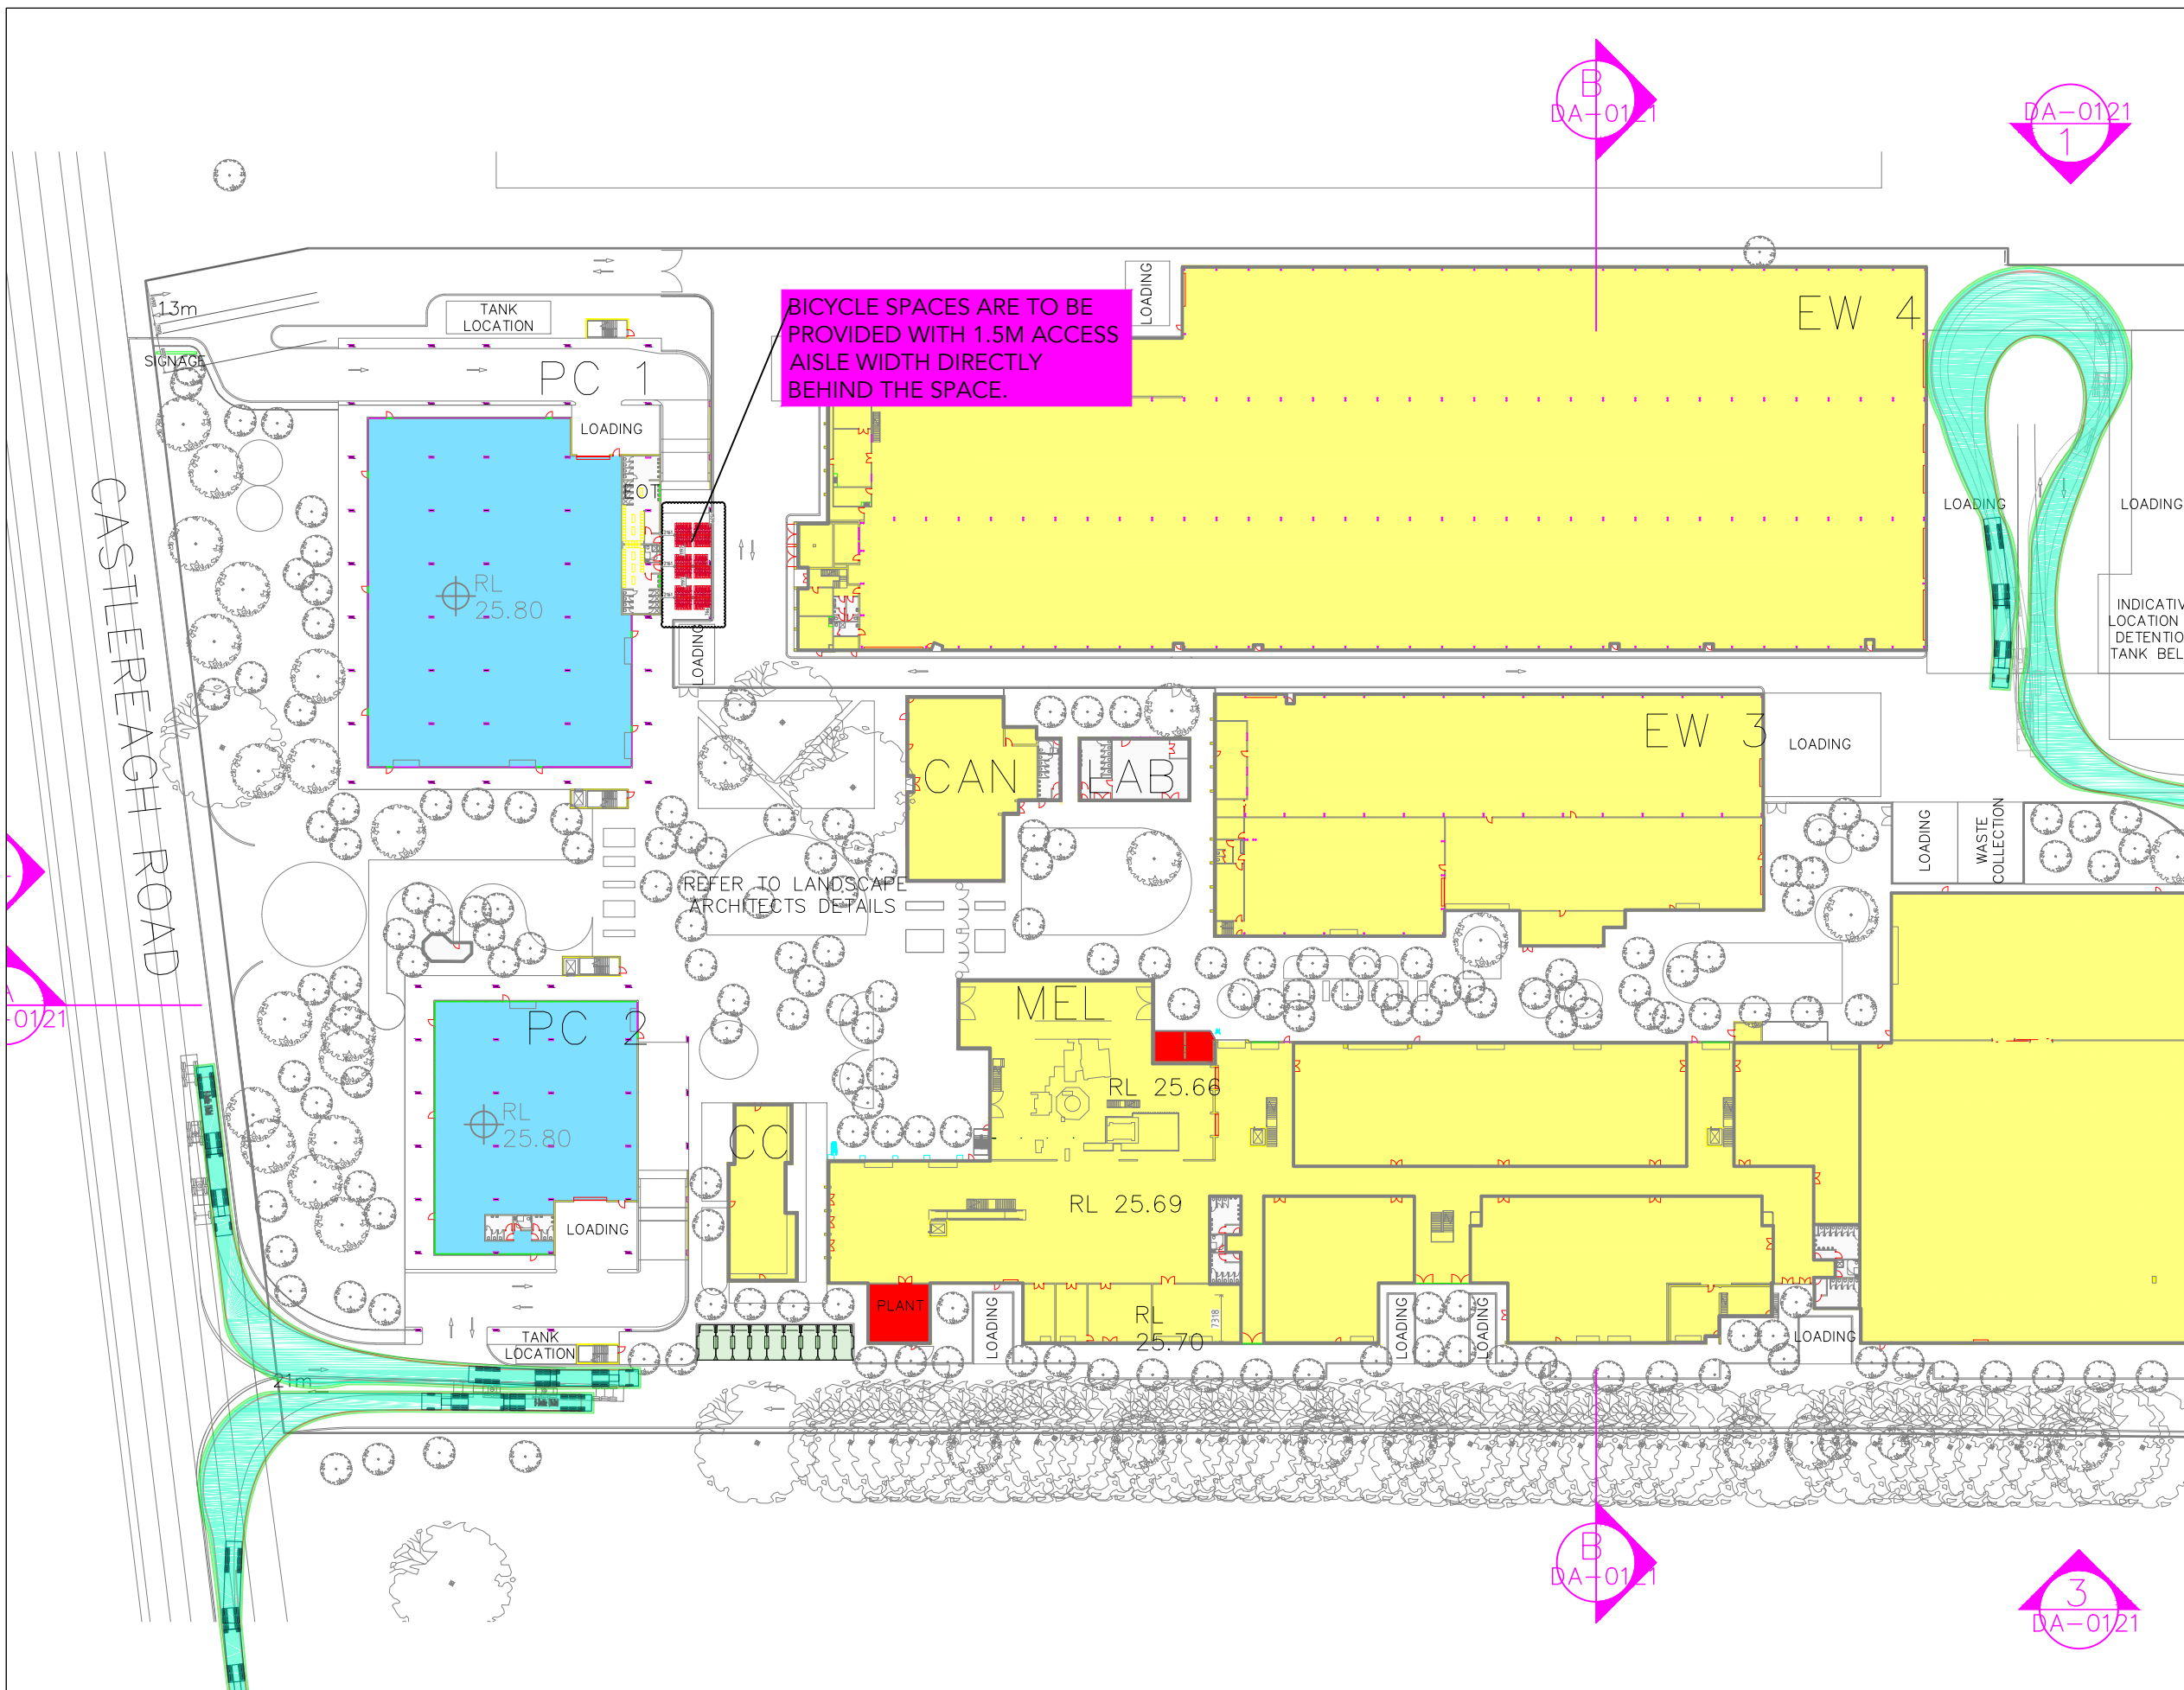 B
DA-0121
DA-0121
1
13m
TANK
LOCATION
LOADING
BICYCLE SPACES ARE TO BE
PROVIDED WITH 1.5M ACCESS
AISLE WIDTH DIRECTLY
BEHIND THE SPACE.
EW 4
SIGNAGE
PC 1
LOADING
EOT
LOADING
LOADING
CASTLEREAGH ROAD
RL
25.80
LOADING
INDICATIV
LOCATION
DETENTIO
TANK BEL
EW 3
LOADING
CAN
LAB
LOADING
WASTE
COLLECTION
REFER TO LANDSCAPE
ARCHITECTS DETAILS
A
-0121
PC 2
MEL
RL 25.66
RL
25.80
CO
RL 25.69
LOADING
PLANT
LOADING
RL
25.70
7318
LOADING
LOADING
LOADING
TANK
LOCATION
21m
B
DA-0121
3
DA-0121